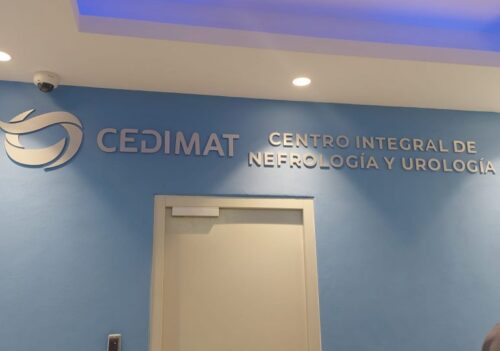 CEDIMAT
CENTRO INTEGRAL DE
NEFROLOGÍA Y UROLOGÍA